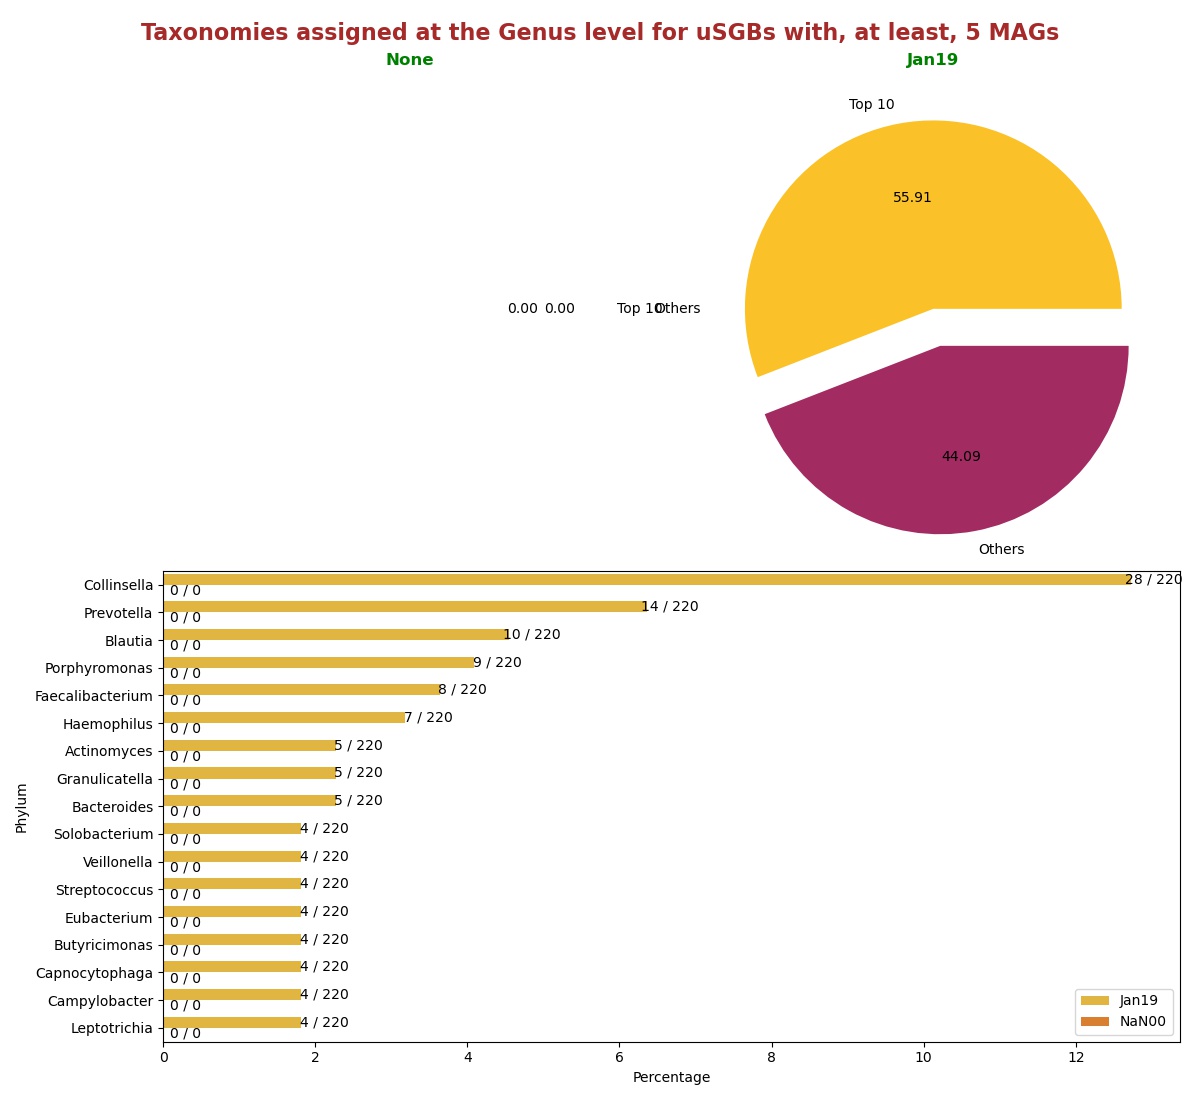 Taxonomies assigned at the Genus level for uSGBs with, at least, 5 MAGs
None
Jan19
Top 10
55.91
0.00 0.00 Top 10 Others
44.09
Others
Collinsella 28 / 220
0 / 0
Prevotella 14 / 220
0 / 0
Blautia 10 / 220
0 / 0
Porphyromonas 9 / 220
0 / 0
Faecalibacterium 8 / 220
0 / 0
Haemophilus 7 / 220
0 / 0
Actinomyces 5 / 220
0 / 0
Granulicatella 5 / 220
0 / 0
Bacteroides 5 / 220
0 / 0
Solobacterium 4 / 220
0 / 0
Veillonella 4 / 220
0 / 0
Streptococcus 4 / 220
0 / 0
Eubacterium 4 / 220
0 / 0
Butyricimonas 4 / 220
0 / 0
Capnocytophaga 4 / 220
0 / 0
Campylobacter 4 / 220
0 / 0
Leptotrichia 4 / 220
0 / 0
Phylum
Jan19
NaN00
0 2 4 6 8 10 12
Percentage